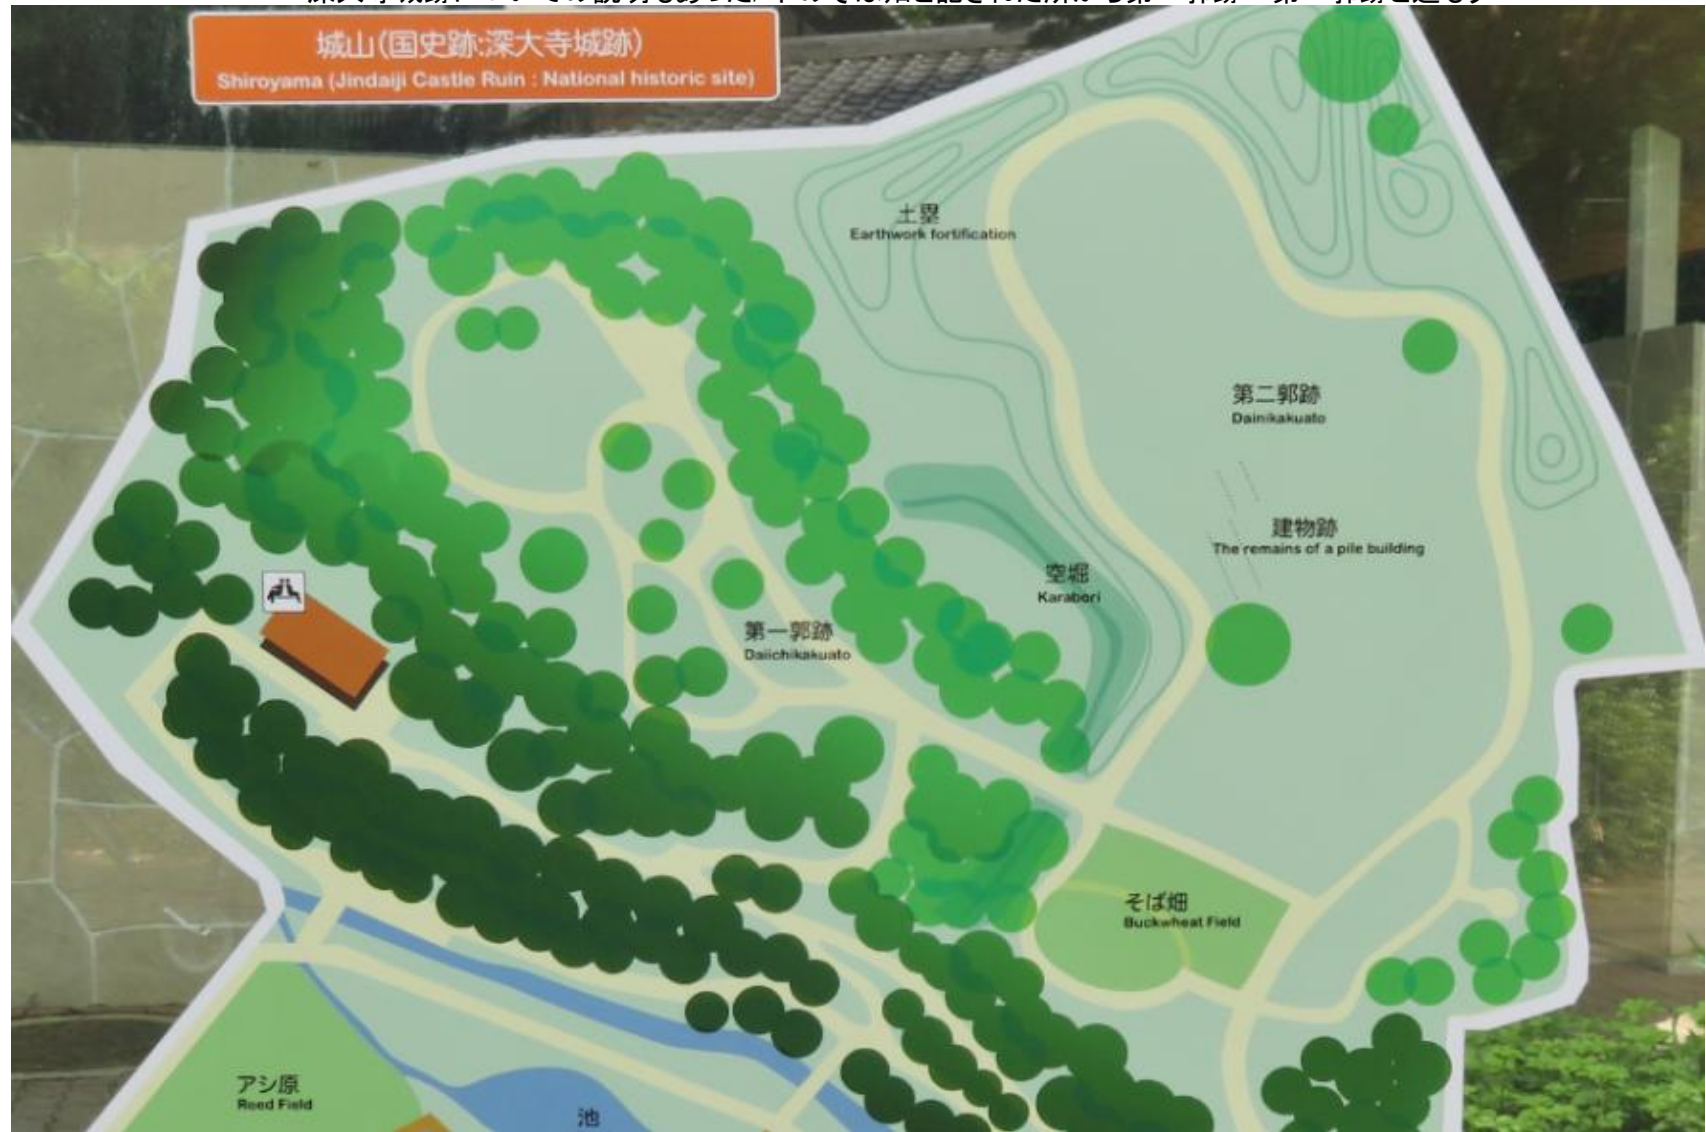 城山(国史跡:深大寺城跡)
Shiroyama (Jindaiji Castle Ruin : National historic site)
土塁
Earthwork fortification
第二郭跡
Dainikakuato
建物跡
The remains of a pile building
空堀
Karabori
第一郭跡
Daiichikakuato
そば畑
Buckwheat Field
アシ原
Reed Field
池